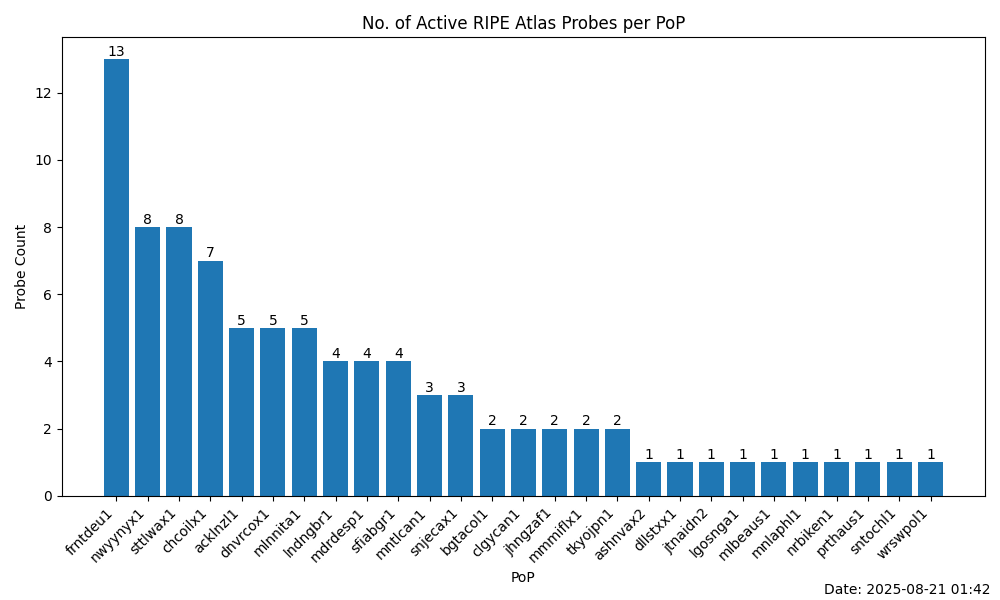 No. of Active RIPE Atlas Probes per PoP
Probe Count
12
10
8
6
4
2
0
13
8
8
7
5
5
5
4
4
4
3
3
2
2
2
2
2
1
1
1
1
1
1
1
1
1
1
frntdeu1
nwyynyx1
sttlwax1
chcoilx1
acklnzl1
dnvrcox1
mlnnita1
lndngbr1
mdrdesp1
sfiabgr1
mntlcan1
snjecax1
bgtacol1
clgycan1
jhngzaf1
mmmiflx1
tkyojpn1
ashnvax2
dllstxx1
jtnaidn2
lgosnga1
mlbeaus1
mnlaphl1
nrbiken1
prthaus1
sntochl1
wrswpol1
PoP
Date: 2025-08-21 01:42